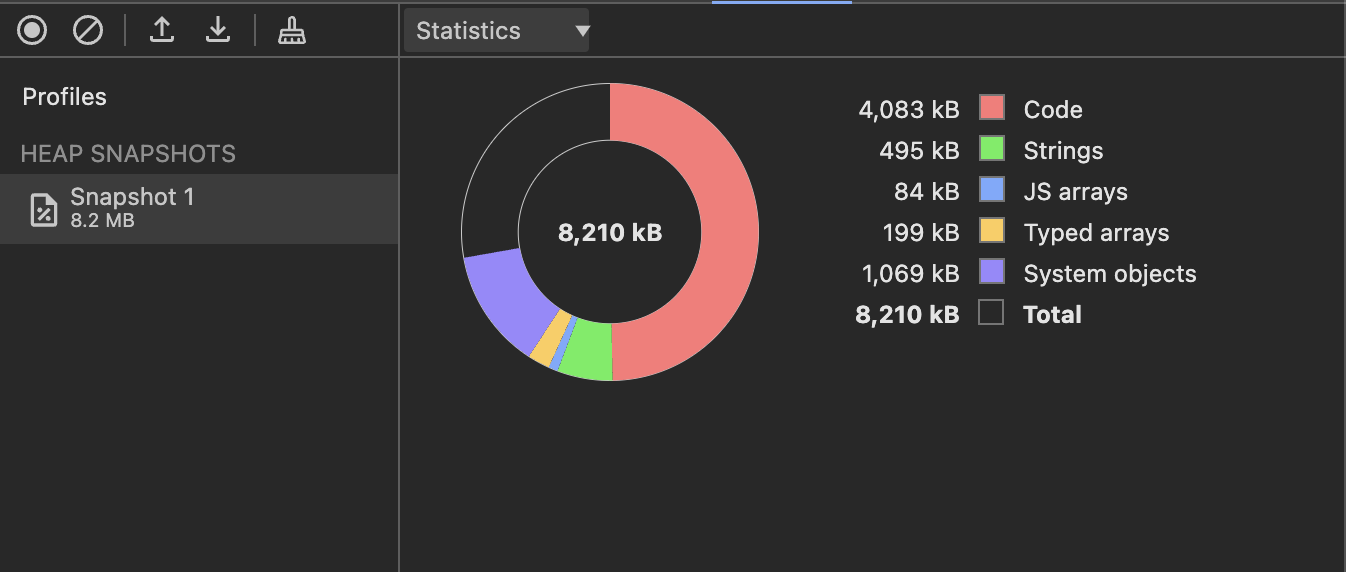 Statistics
Profiles
HEAP SNAPSHOTS
Snapshot 1
8.2 MB
8,210 kB
4,083 kB Code
495 kB Strings
84 kB JS arrays
199 kB Typed arrays
1,069 kB System objects
8,210 kB Total